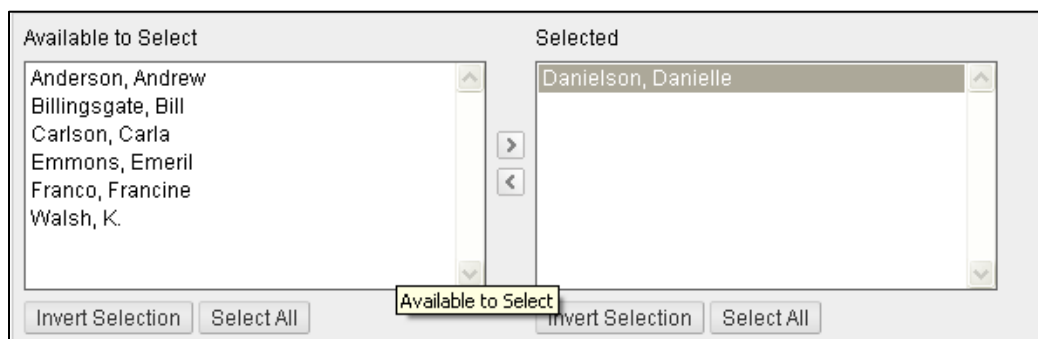 Available to Select
Anderson, Andrew
Billingsgate, Bill
Carlson, Carla
Emmons, Emeril
Franco, Francine
Walsh, K.
Invert Selection
Select All
>
<
Selected
Danielson, Danielle
Available to Select
Invert Selection
Select All